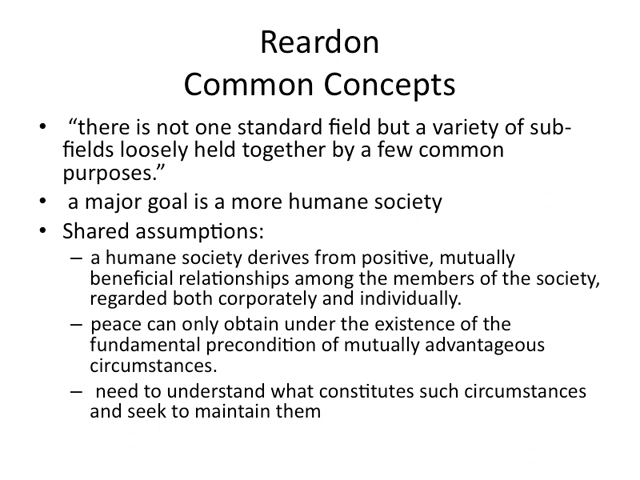 Reardon
Common Concepts
• “there is not one standard field but a variety of sub-
fields loosely held together by a few common
purposes.”
• a major goal is a more humane society
• Shared assumptions:
– a humane society derives from positive, mutually
beneficial relationships among the members of the society,
regarded both corporately and individually.
– peace can only obtain under the existence of the
fundamental precondition of mutually advantageous
circumstances.
– need to understand what constitutes such circumstances
and seek to maintain them